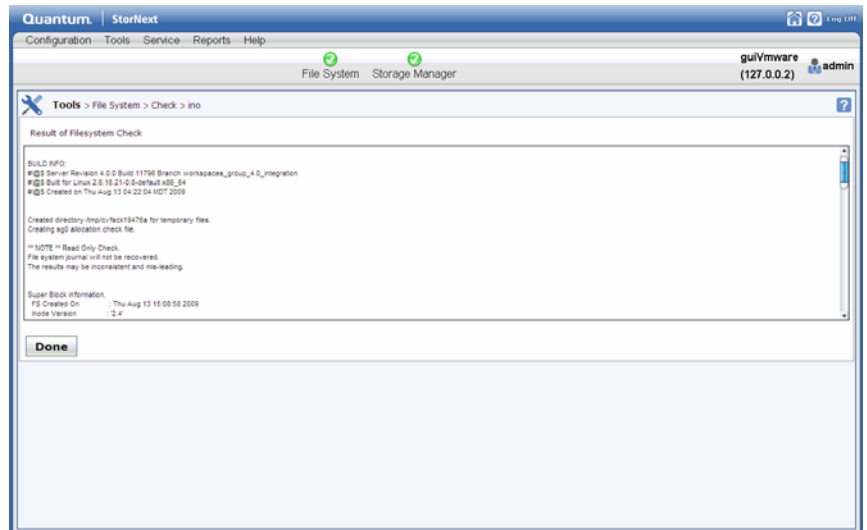 Quantum. StorNext Log Off
Configuration Tools Service Reports Help
File System Storage Manager
guiVmware
(127.0.0.2)
admin
Tools > File System > Check > ino
Result of Filesystem Check
BUILD INFO:
#!@$ Server Revision 4.0.0 Build 11796 Branch workspaces_group_4.0_integration
#!@$ Built for Linux 2.6.16.21-0.8-default x86_64
#!@$ Created on Thu Aug 13 04:22:04 MDT 2009
Created directory /tmp/cvfsck19476a for temporary files.
Creating sg0 allocation check file.
** NOTE ** Read Only Check.
File system journal will not be recovered.
The results may be inconsistent and mis-leading.
Super Block information.
FS Created On : Thu Aug 13 15:08:58 2009
Inode Version : '2.4'
Done